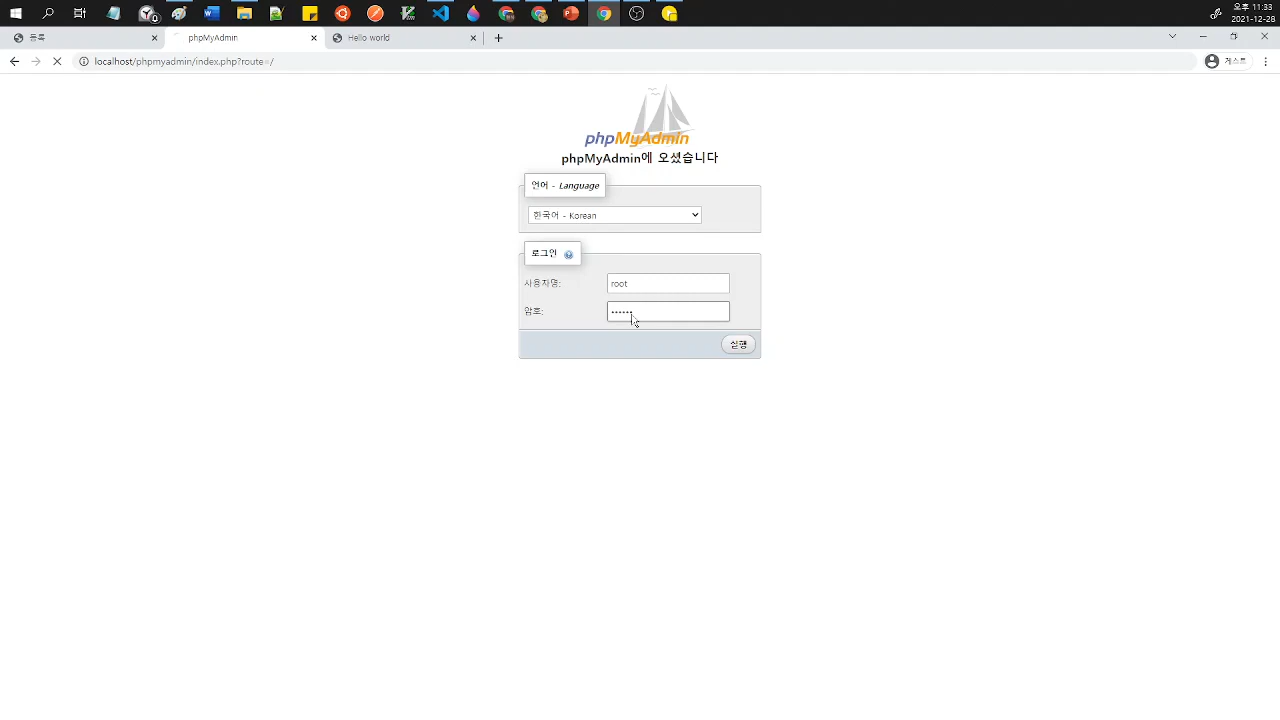 오후 11:33
2021-12-28
등록
phpMyAdmin
Hello world
localhost/phpmyadmin/index.php?route=/
게스트
phpMyAdmin
phpMyAdmin에 오셨습니다
언어 - Language
한국어 - Korean
로그인
사용자명:
root
암호:
••••••
실행